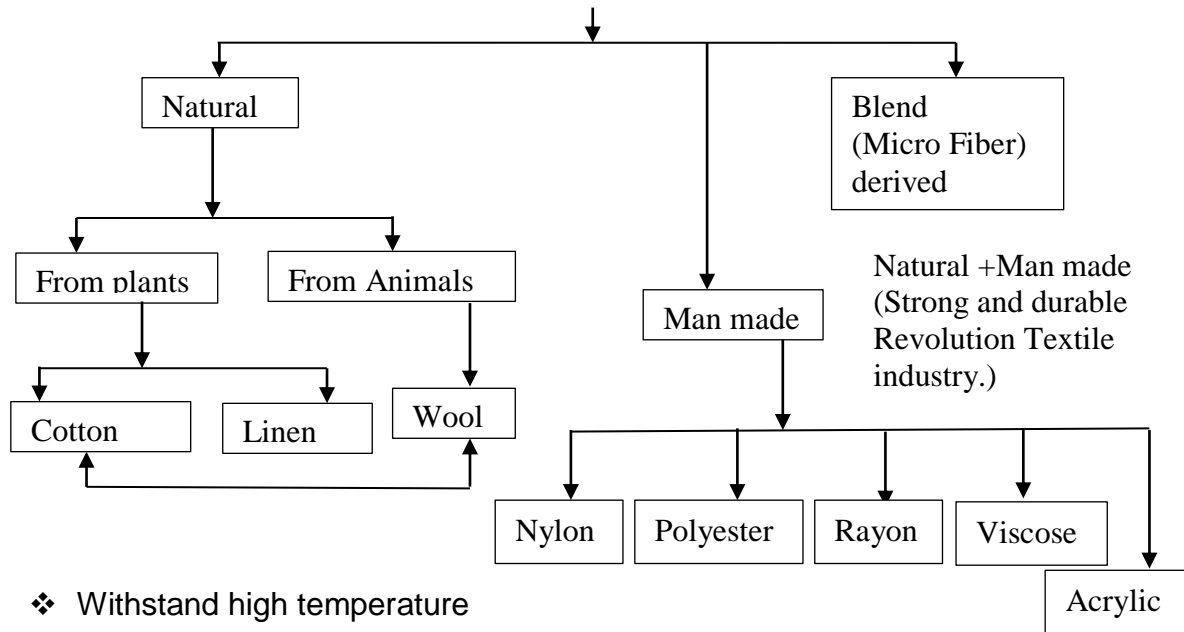 Natural
Blend
(Micro Fiber)
derived
From plants
From Animals
Natural +Man made
(Strong and durable
Revolution Textile
industry.)
Man made
Cotton
Linen
Wool
Nylon
Polyester
Rayon
Viscose
Acrylic
❖ Withstand high temperature